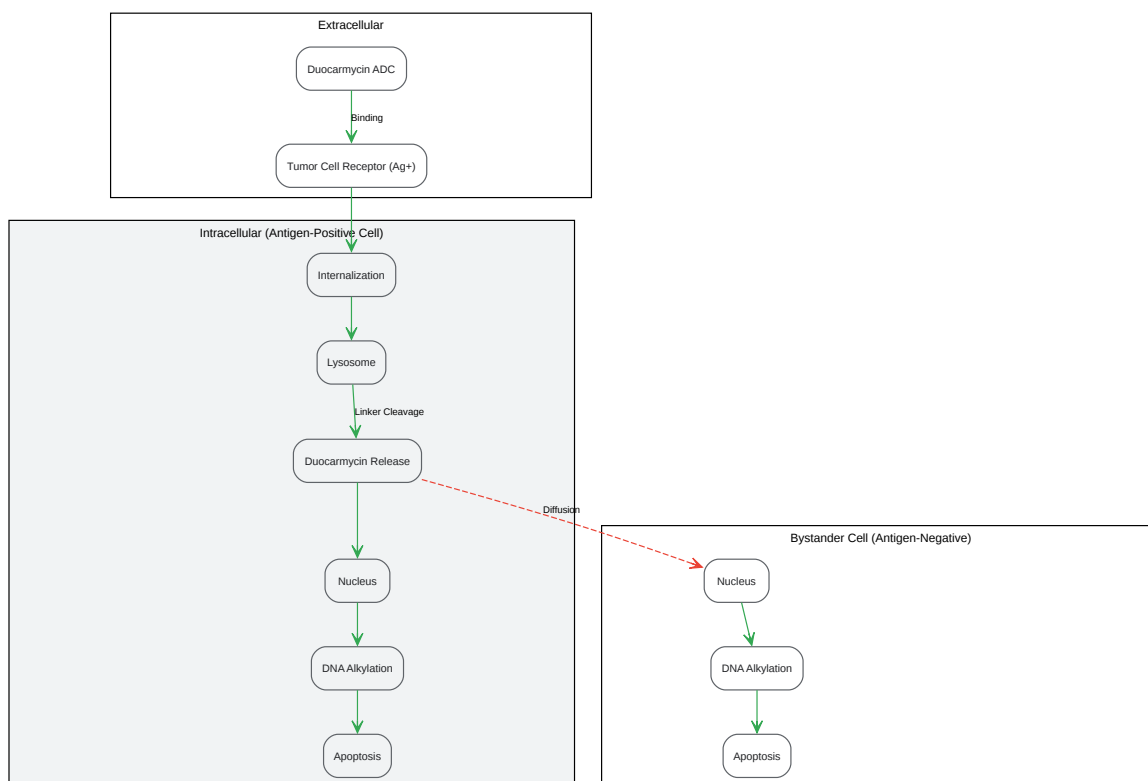 Extracellular
Duocarmycin ADC
Binding
Tumor Cell Receptor (Ag+)
Intracellular (Antigen-Positive Cell)
Internalization
Lysosome
Linker Cleavage
Duocarmycin Release
Diffusion
Nucleus
DNA Alkylation
Apoptosis
Bystander Cell (Antigen-Negative)
Nucleus
DNA Alkylation
Apoptosis